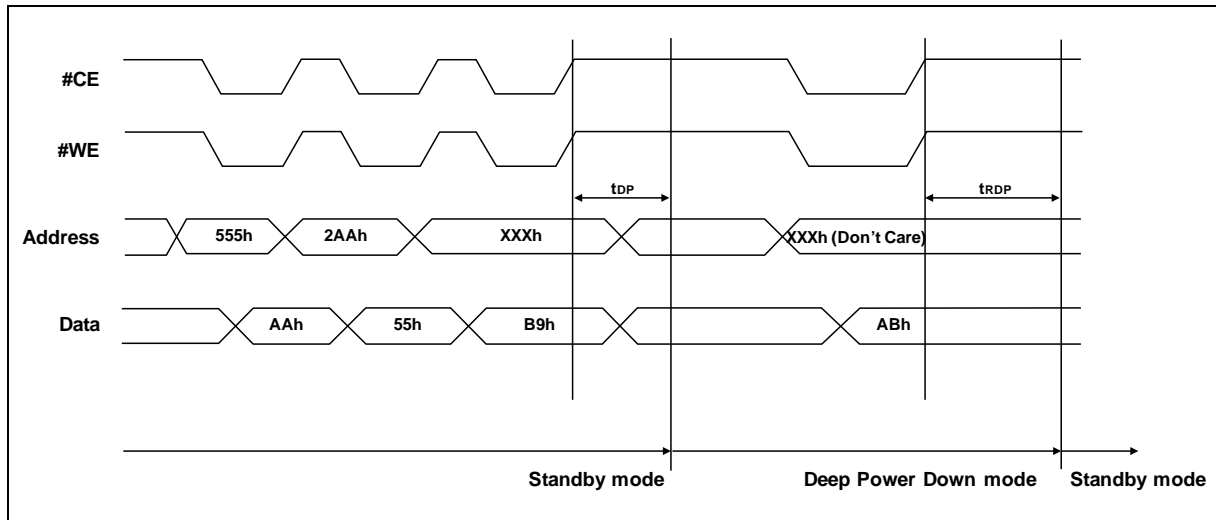 #CE
#WE
tDP
tRDP
Address
555h
2AAh
XXXh
XXXh (Don't Care)
Data
AAh
55h
B9h
ABh
Standby mode
Deep Power Down mode
Standby mode